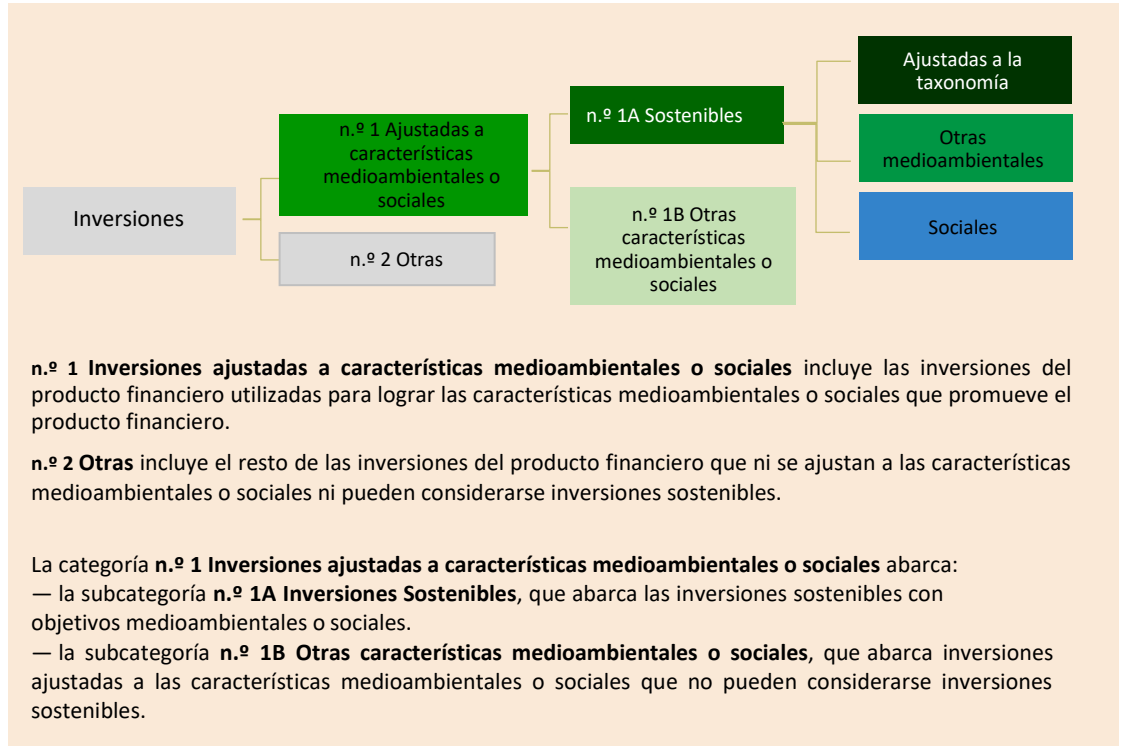 Inversiones
n.º 1 Ajustadas a
características
medioambientales o
sociales
n.º 2 Otras
n.º 1A Sostenibles
n.º 1B Otras
características
medioambientales o
sociales
Ajustadas a la
taxonomía
Otras
medioambientales
Sociales
n.º 1 Inversiones ajustadas a características medioambientales o sociales incluye las inversiones del
producto financiero utilizadas para lograr las características medioambientales o sociales que promueve el
producto financiero.
n.º 2 Otras incluye el resto de las inversiones del producto financiero que ni se ajustan a las características
medioambientales o sociales ni pueden considerarse inversiones sostenibles.
La categoría n.º 1 Inversiones ajustadas a características medioambientales o sociales abarca:
— la subcategoría n.º 1A Inversiones Sostenibles, que abarca las inversiones sostenibles con
objetivos medioambientales o sociales.
— la subcategoría n.º 1B Otras características medioambientales o sociales, que abarca inversiones
ajustadas a las características medioambientales o sociales que no pueden considerarse inversiones
sostenibles.